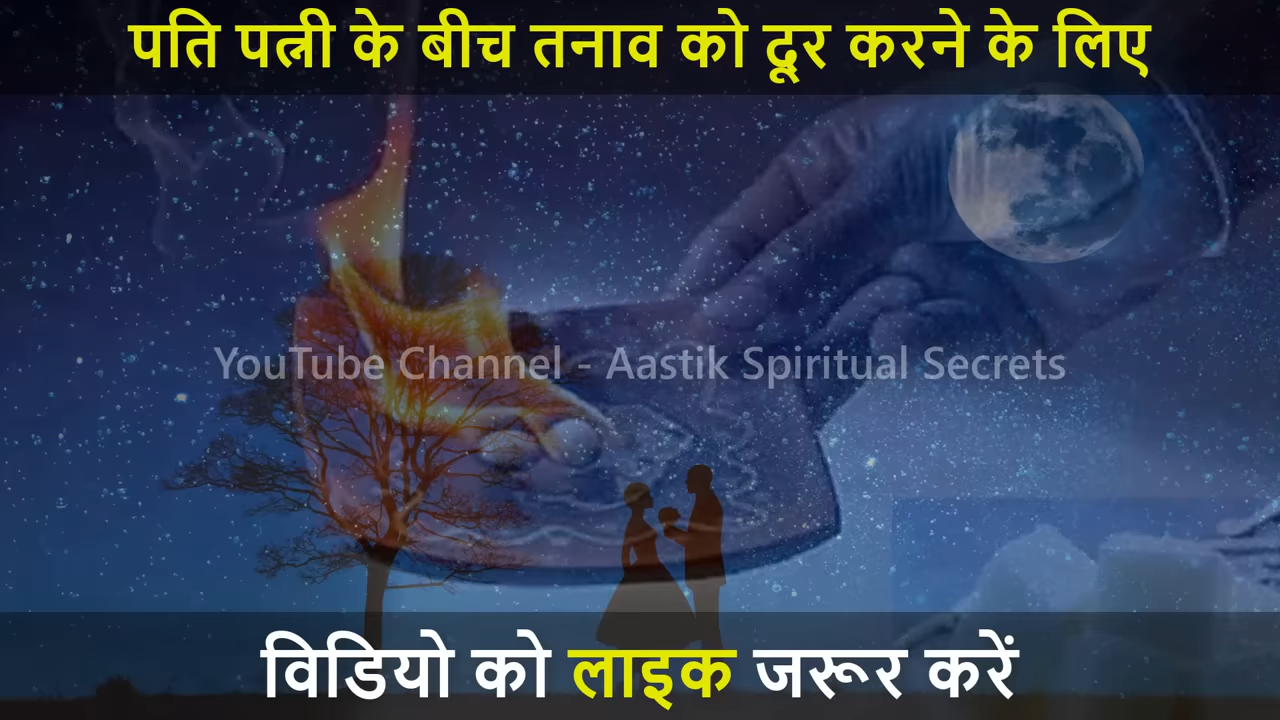 पति पत्नी के बीच तनाव को दूर करने के लिए
YouTube Channel - Aastik Spiritual Secrets
विडियो को लाइक जरूर करें